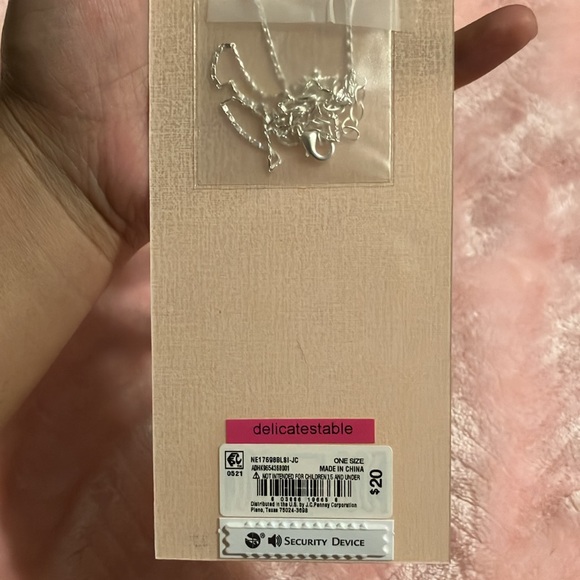 delicatestable
NE17698BLSI-JC ONE SIZE
MADE IN CHINA
0521
NOT INTENDED FOR CHILDREN 15 AND UNDER
$20
Distributed in the U.S. by J.C.Penney Corporation
Plano, Texas 75024-3698
SECURITY DEVICE